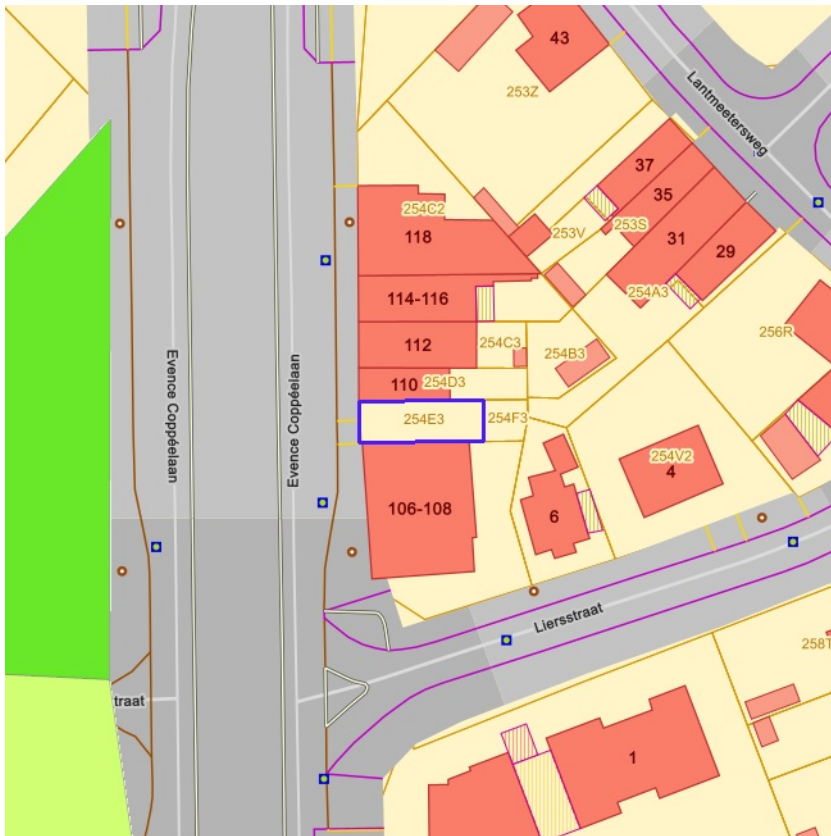 43
253Z
Lantmeetersweg
37
35
253S
31
253V
29
254A3
254C2
118
114-116
112
254C3
254B3
256R
110
254D3
254E3
254F3
Evence Coppéelaan
Evence Coppéelaan
106-108
6
254V2
4
Liersstraat
258T
traat
1